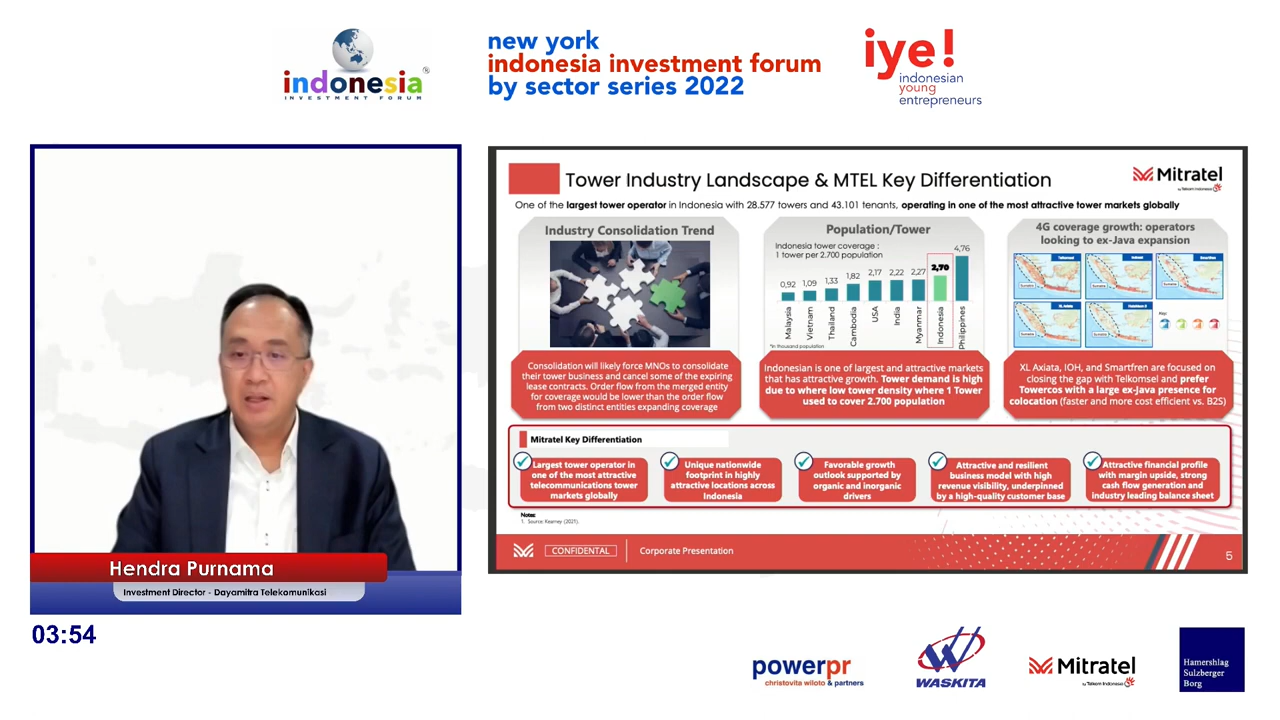 indonesia
INVESTMENT FORUM
new york
indonesia investment forum
by sector series 2022
iye!
indonesian
young
entrepreneurs
Hendra Purnama
Investment Director - Dayamitra Telekomunikasi
03:54
Tower Industry Landscape & MTEL Key Differentiation
Mitratel
by Telkom Indonesia
One of the largest tower operator in Indonesia with 28.577 towers and 43.101 tenants, operating in one of the most attractive tower markets globally
Industry Consolidation Trend
Consolidation will likely force MNOs to consolidate
their tower business and cancel some of the expiring
lease contracts. Order flow from the merged entity
for coverage would be lower than the order flow
from two distinct entities expanding coverage
Population/Tower
Indonesia tower coverage :
1 tower per 2.700 population
0,92
1,09
1,33
1,82
2,17
2,22
2,27
2,70
4,76
Malaysia
Vietnam
Thailand
Cambodia
USA
India
Myanmar
Indonesia
Philippines
*in thousand population
Indonesian is one of largest and attractive markets
that has attractive growth. Tower demand is high
due to where low tower density where 1 Tower
used to cover 2.700 population
4G coverage growth: operators
looking to ex-Java expansion
XL Axiata, IOH, and Smartfren are focused on
closing the gap with Telkomsel and prefer
Towercos with a large ex-Java presence for
colocation (faster and more cost efficient vs. B2S)
Mitratel Key Differentiation
Largest tower operator in
one of the most attractive
telecommunications tower
markets globally
Unique nationwide
footprint in highly
attractive locations across
Indonesia
Favorable growth
outlook supported by
organic and inorganic
drivers
Attractive and resilient
business model with high
revenue visibility, underpinned
by a high-quality customer base
Attractive financial profile
with margin upside, strong
cash flow generation and
industry leading balance sheet
Notes:
1. Source: Kearney (2021).
CONFIDENTAL
Corporate Presentation
5
powerpr
christovita wiloto & partners
WASKITA
Mitratel
by Telkom Indonesia
Hamershlag
Sulzberger
Borg